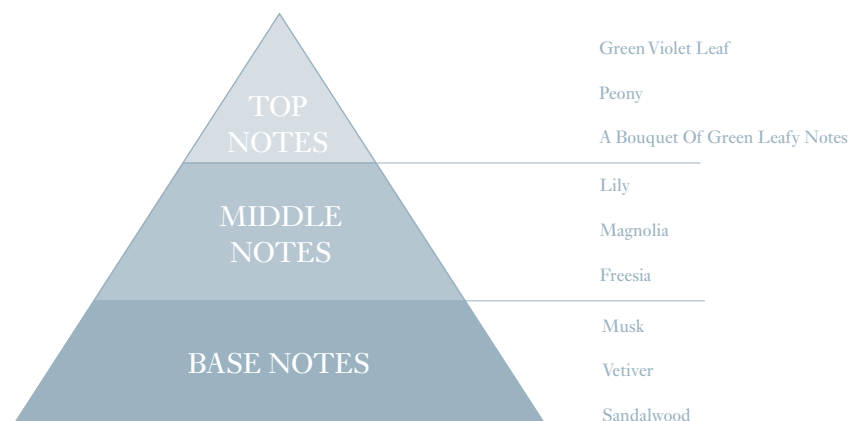 TOP
NOTES
Green Violet Leaf
Peony
A Bouquet Of Green Leafy Notes
MIDDLE
NOTES
Lily
Magnolia
Freesia
BASE NOTES
Musk
Vetiver
Sandalwood